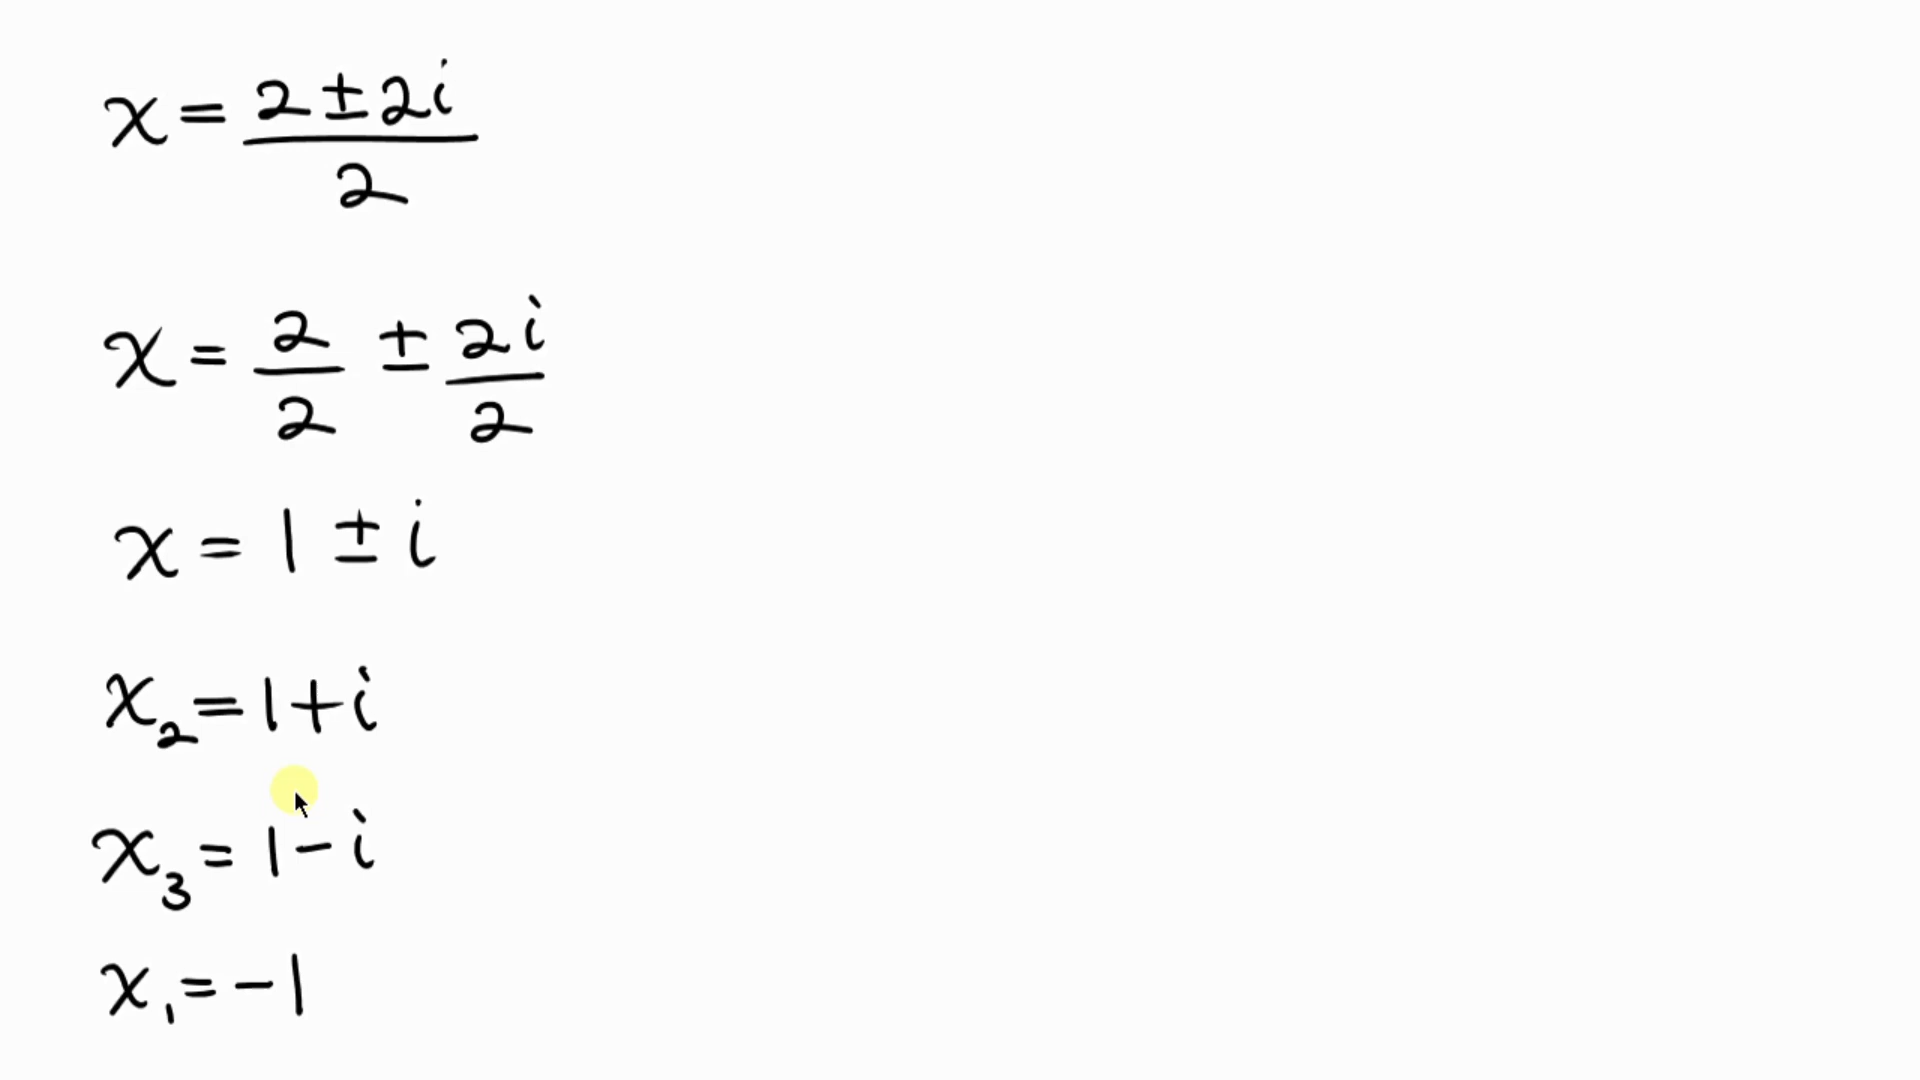 x = (2 ± 2i)/2
x = 2/2 ± 2i/2
x = 1 ± i
x₂ = 1 + i
x₃ = 1 - i
x₁ = -1